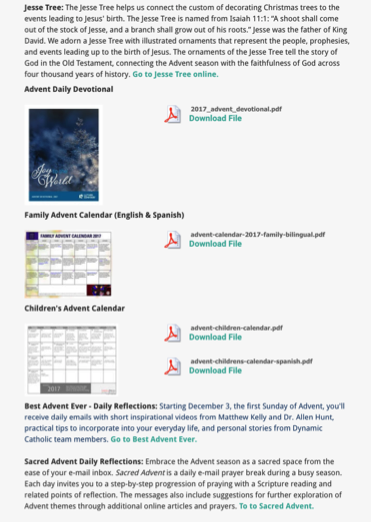 Jesse Tree: The Jesse Tree helps us connect the custom of decorating Christmas trees to the
events leading to Jesus' birth. The Jesse Tree is named from Isaiah 11:1: “A shoot shall come
out of the stock of Jesse, and a branch shall grow out of his roots.” Jesse was the father of King
David. We adorn a Jesse Tree with illustrated ornaments that represent the people, prophesies,
and events leading up to the birth of Jesus. The ornaments of the Jesse Tree tell the story of
God in the Old Testament, connecting the Advent season with the faithfulness of God across
four thousand years of history. Go to Jesse Tree online.
Advent Daily Devotional
2017_advent_devotional.pdf
Download File
Joy
World
Family Advent Calendar (English & Spanish)
FAMILY ADVENT CALENDAR 2017
advent-calendar-2017-family-bilingual.pdf
Download File
Children's Advent Calendar
advent-children-calendar.pdf
Download File
advent-childrens-calendar-spanish.pdf
Download File
2017
Best Advent Ever - Daily Reflections: Starting December 3, the first Sunday of Advent, you'll
receive daily emails with short inspirational videos from Matthew Kelly and Dr. Allen Hunt,
practical tips to incorporate into your everyday life, and personal stories from Dynamic
Catholic team members. Go to Best Advent Ever.
Sacred Advent Daily Reflections: Embrace the Advent season as a sacred space from the
ease of your e-mail inbox. Sacred Advent is a daily e-mail prayer break during a busy season.
Each day invites you to a step-by-step progression of praying with a Scripture reading and
related points of reflection. The messages also include suggestions for further exploration of
Advent themes through additional online articles and prayers. To to Sacred Advent.